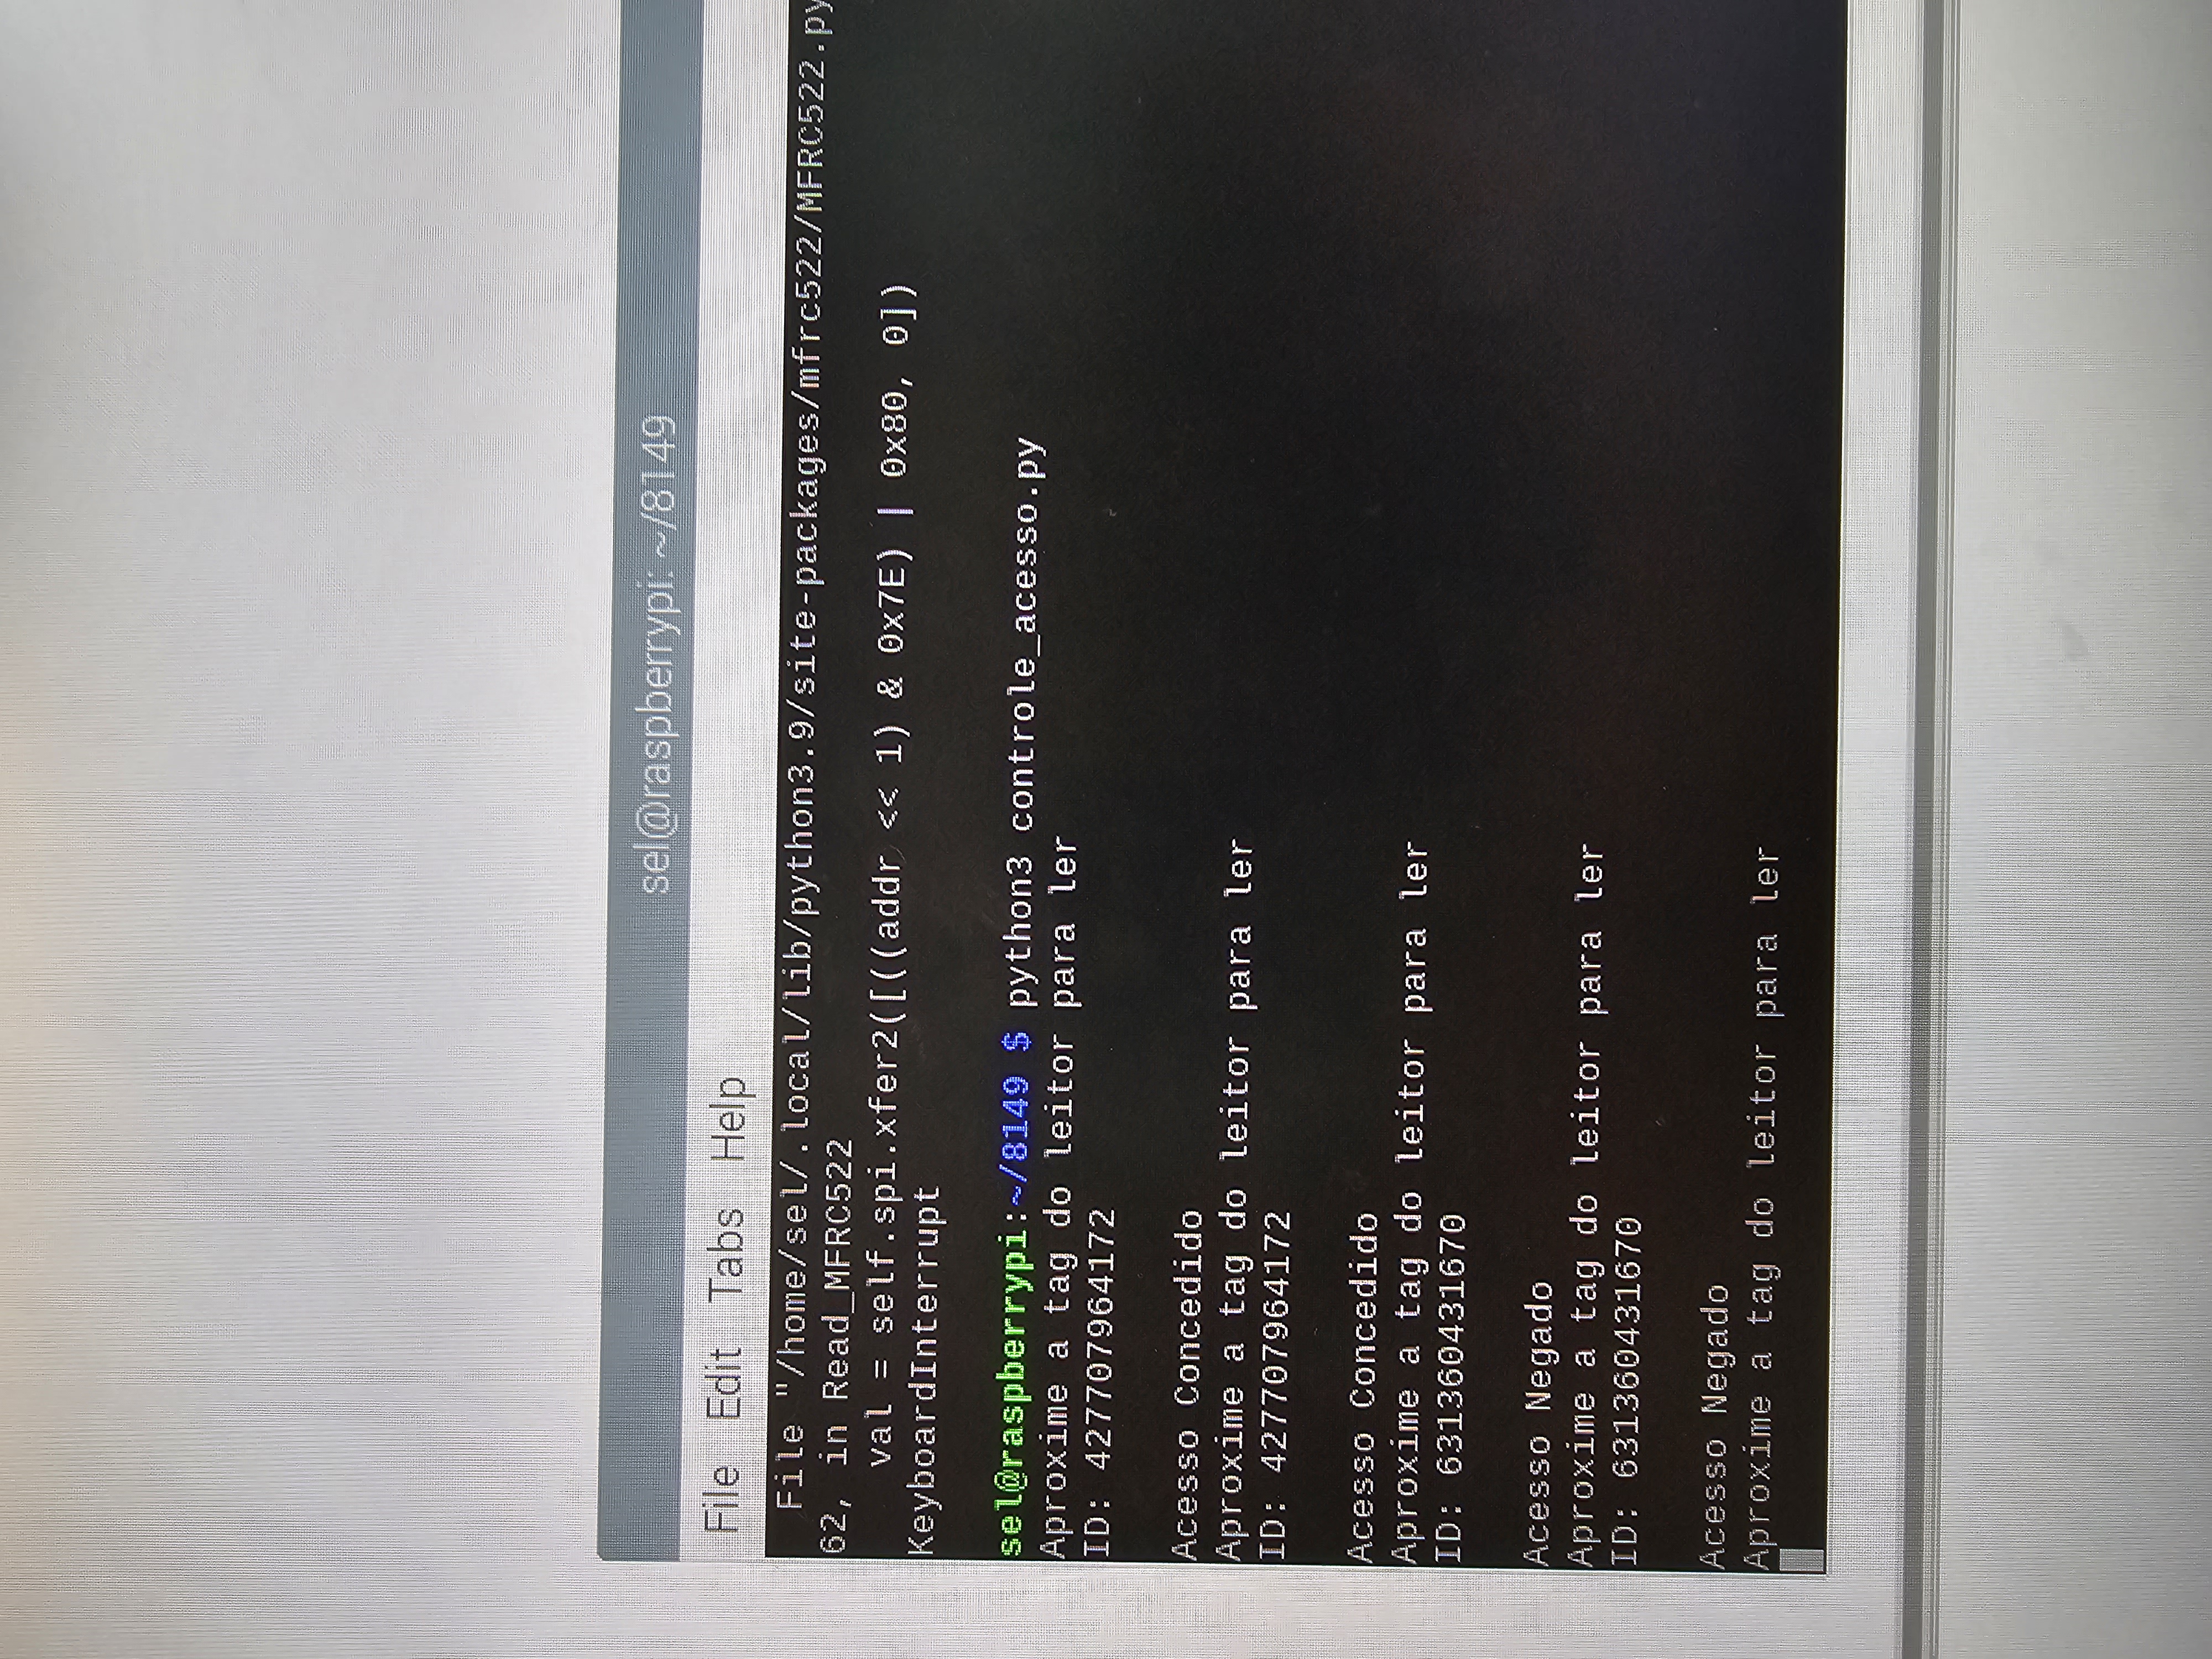 sel@raspberrypi: ~/8149
File Edit Tabs Help
File "/home/sel/.local/lib/python3.9/site-packages/mfrc522/MFRC522.py
62, in Read_MFRC522
val = self.spi.xfer2([((addr << 1) & 0x7E) | 0x80, 0])
KeyboardInterrupt
sel@raspberrypi:~/8149 $ python3 controle_acesso.py
Aproxime a tag do leitor para ler
ID: 427707964172
Acesso Concedido
Aproxime a tag do leitor para ler
ID: 427707964172
Acesso Concedido
Aproxime a tag do leitor para ler
ID: 631360431670
Acesso Negado
Aproxime a tag do leitor para ler
ID: 631360431670
Acesso Negado
Aproxime a tag do leitor para ler